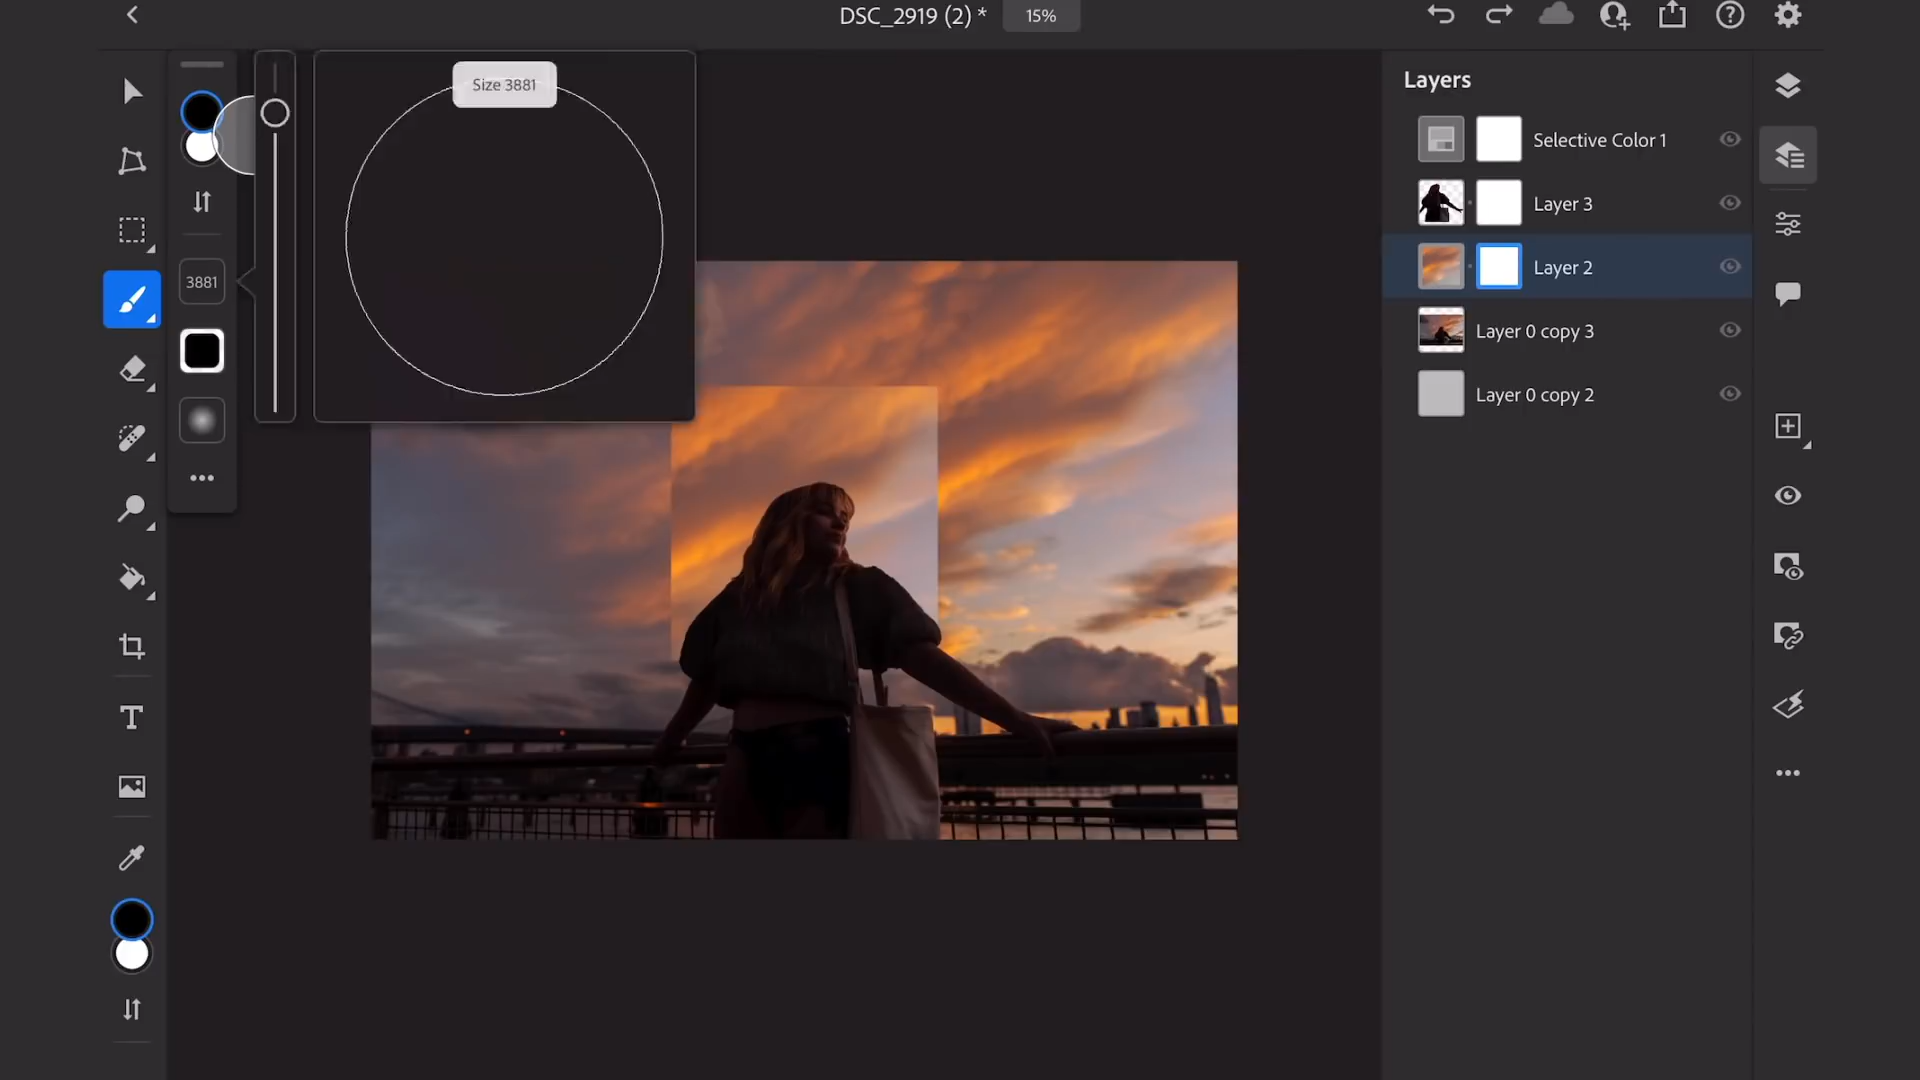 DSC_2919 (2) *
15%
Size 3881
3881
Layers
Selective Color 1
Layer 3
Layer 2
Layer 0 copy 3
Layer 0 copy 2